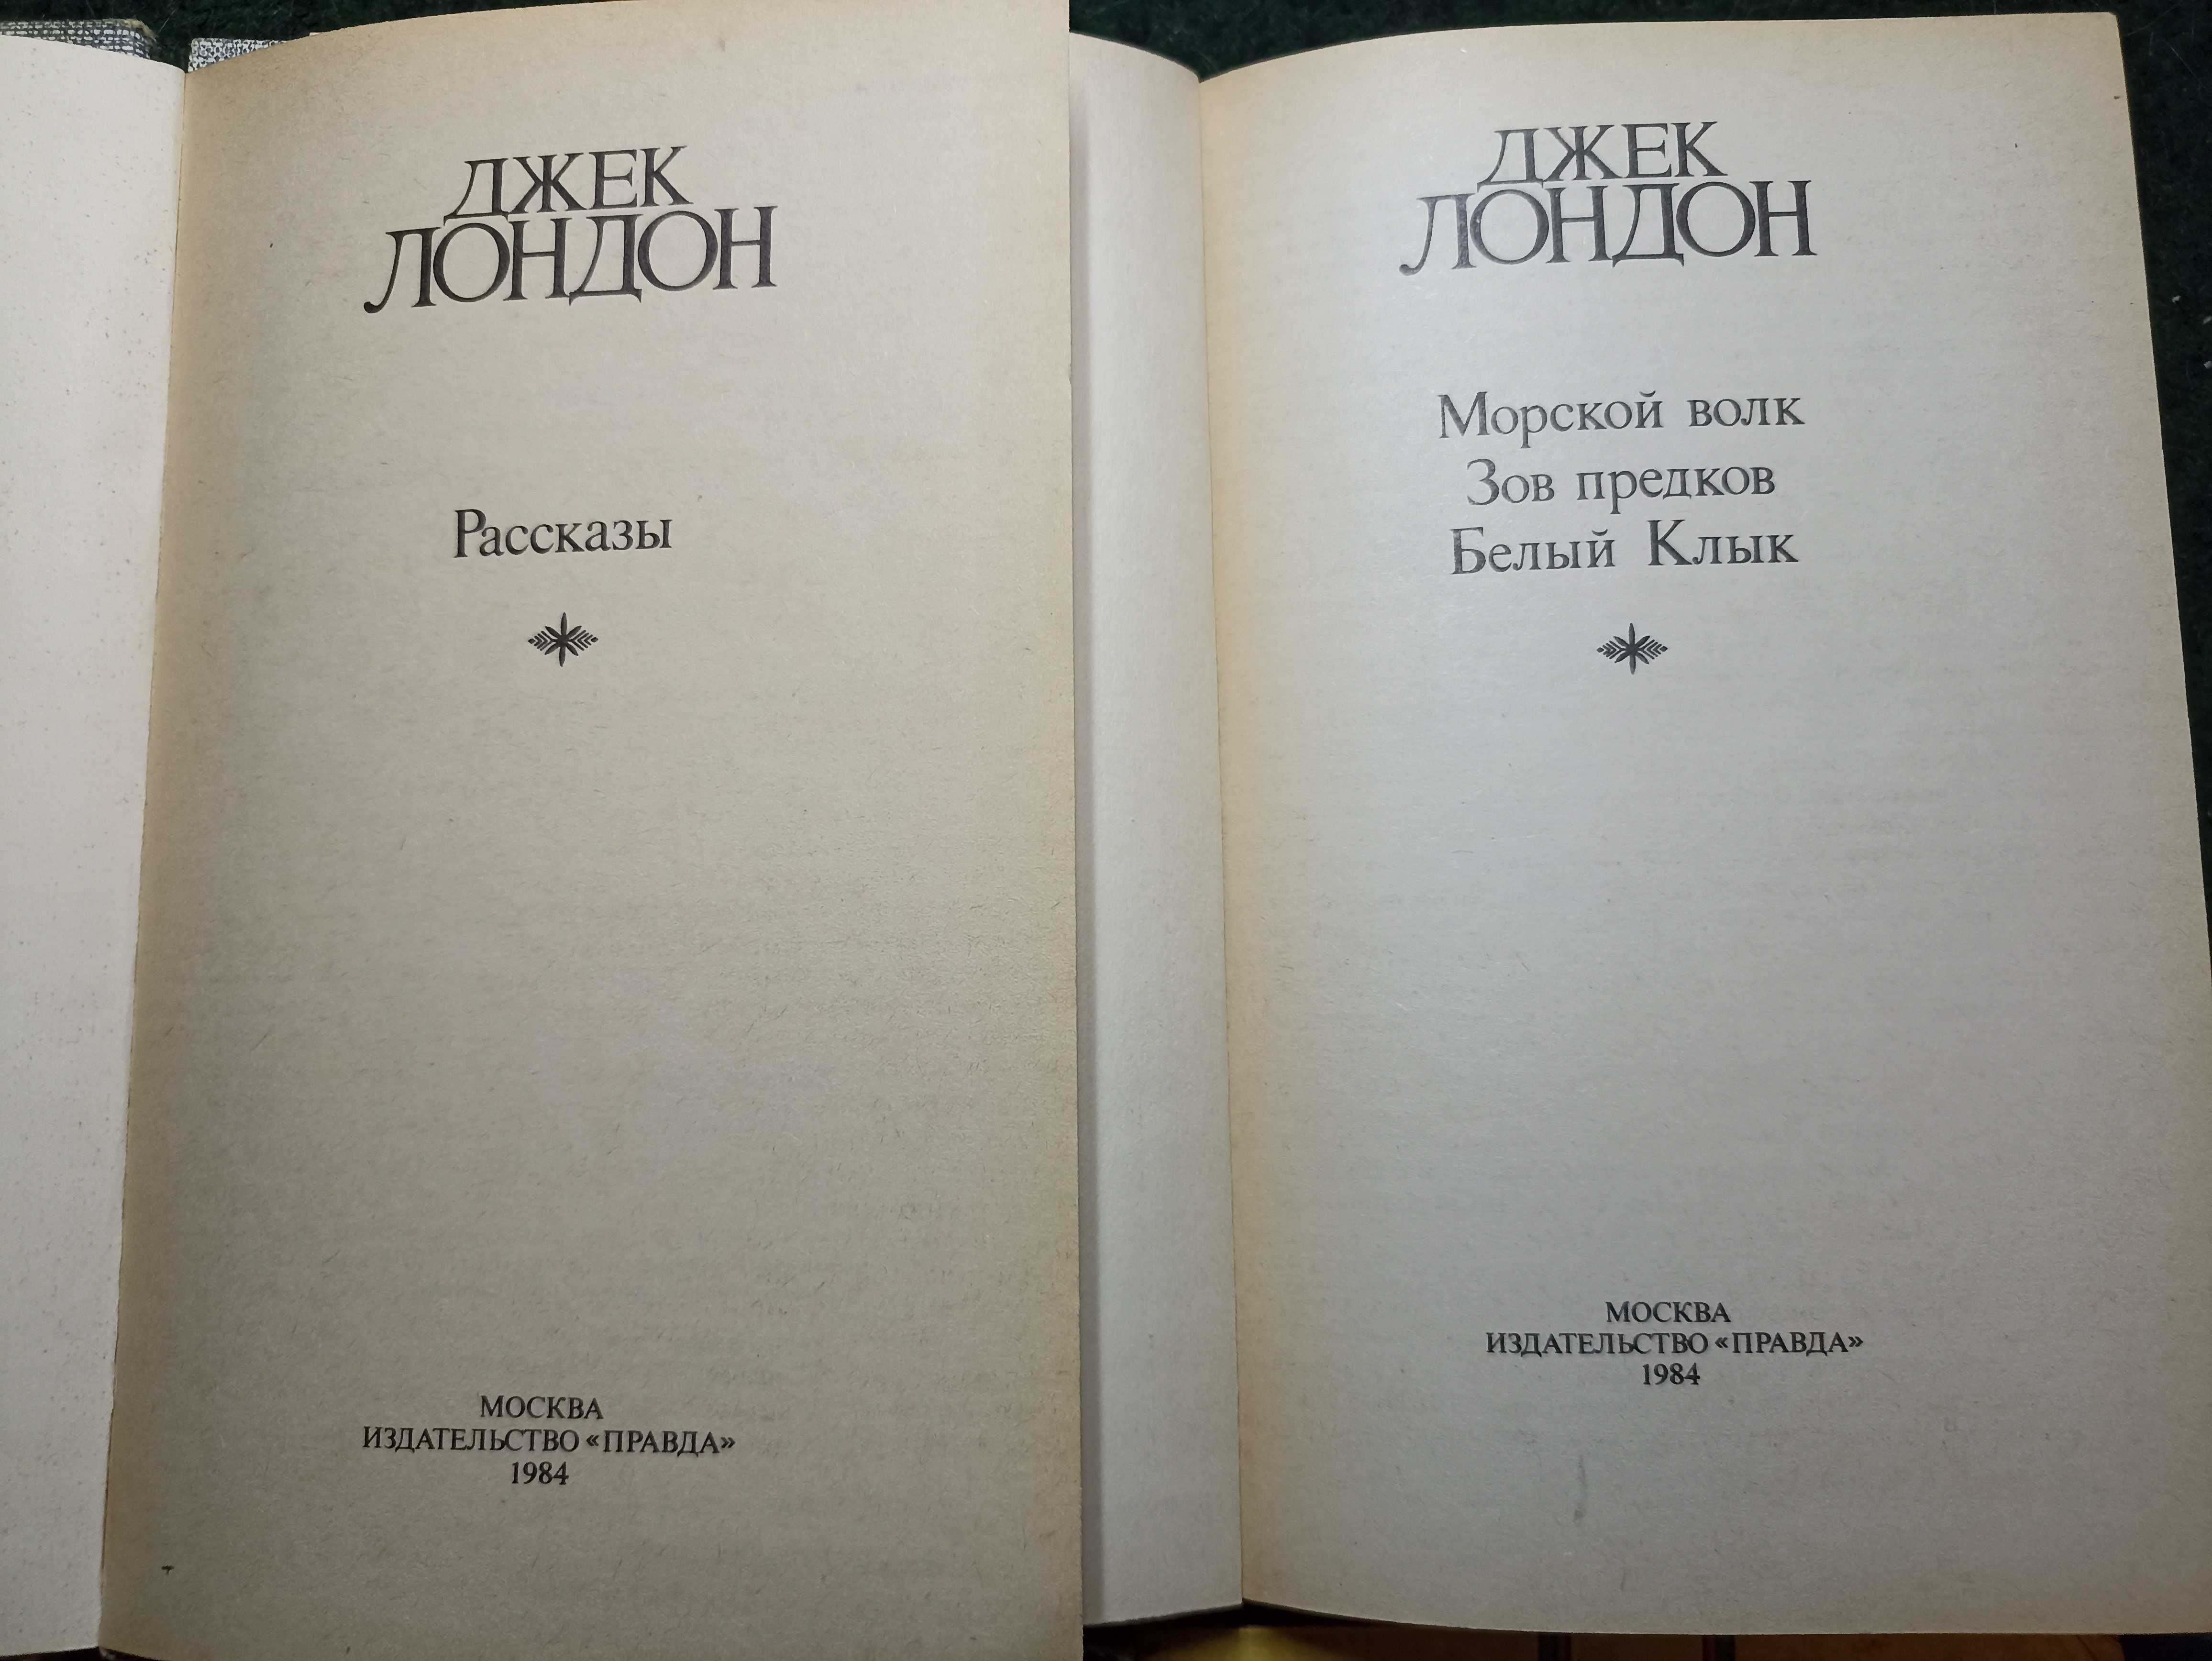 ДЖЕК
ЛОНДОН
Рассказы
МОСКВА
ИЗДАТЕЛЬСТВО «ПРАВДА»
1984
ДЖЕК
ЛОНДОН
Морской волк
Зов предков
Белый Клык
МОСКВА
ИЗДАТЕЛЬСТВО «ПРАВДА»
1984